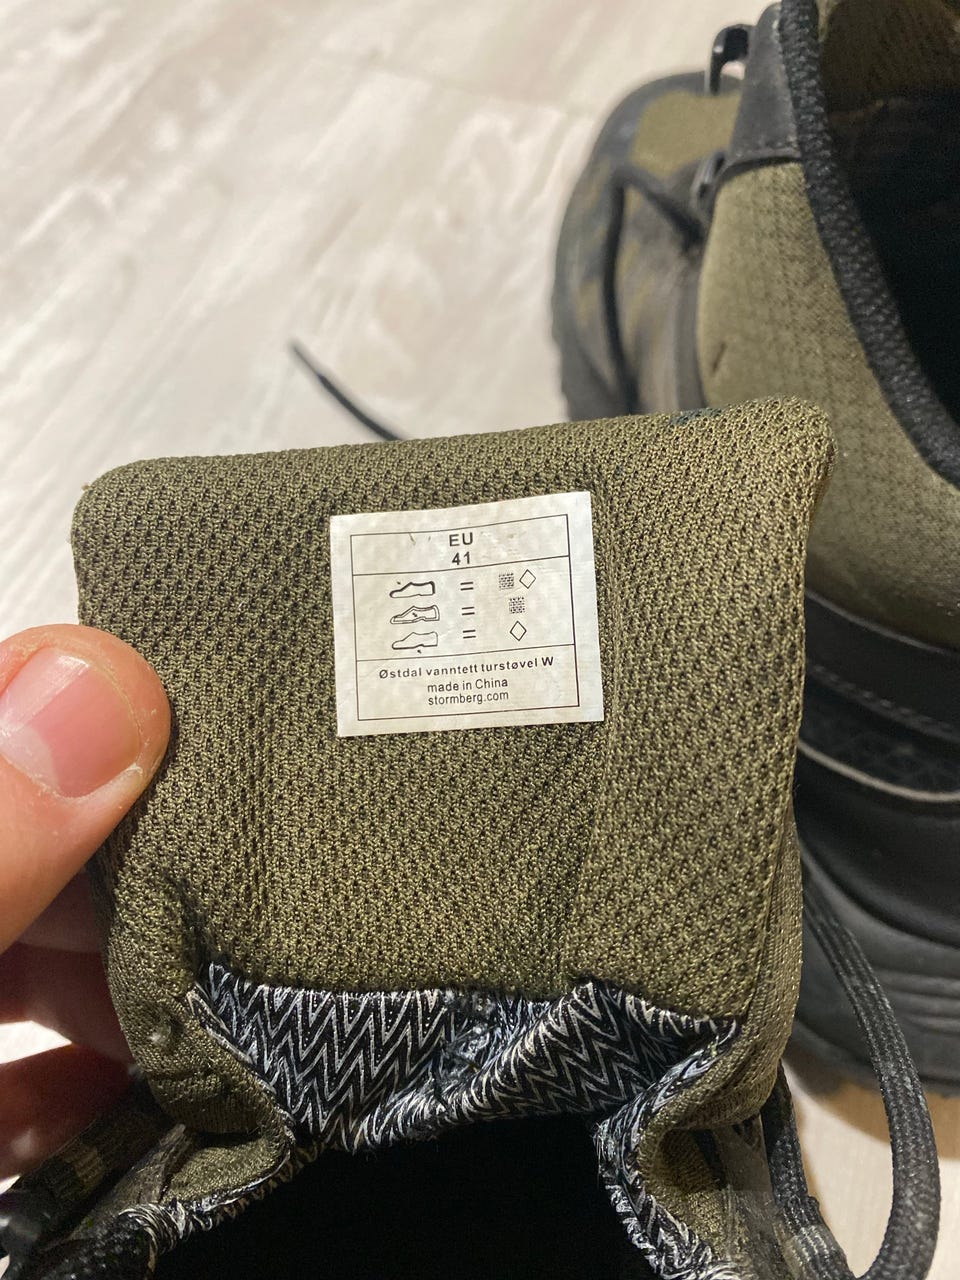 EU
41
=
=
=
Østdal vanntett turstøvel W
made in China
stormberg.com